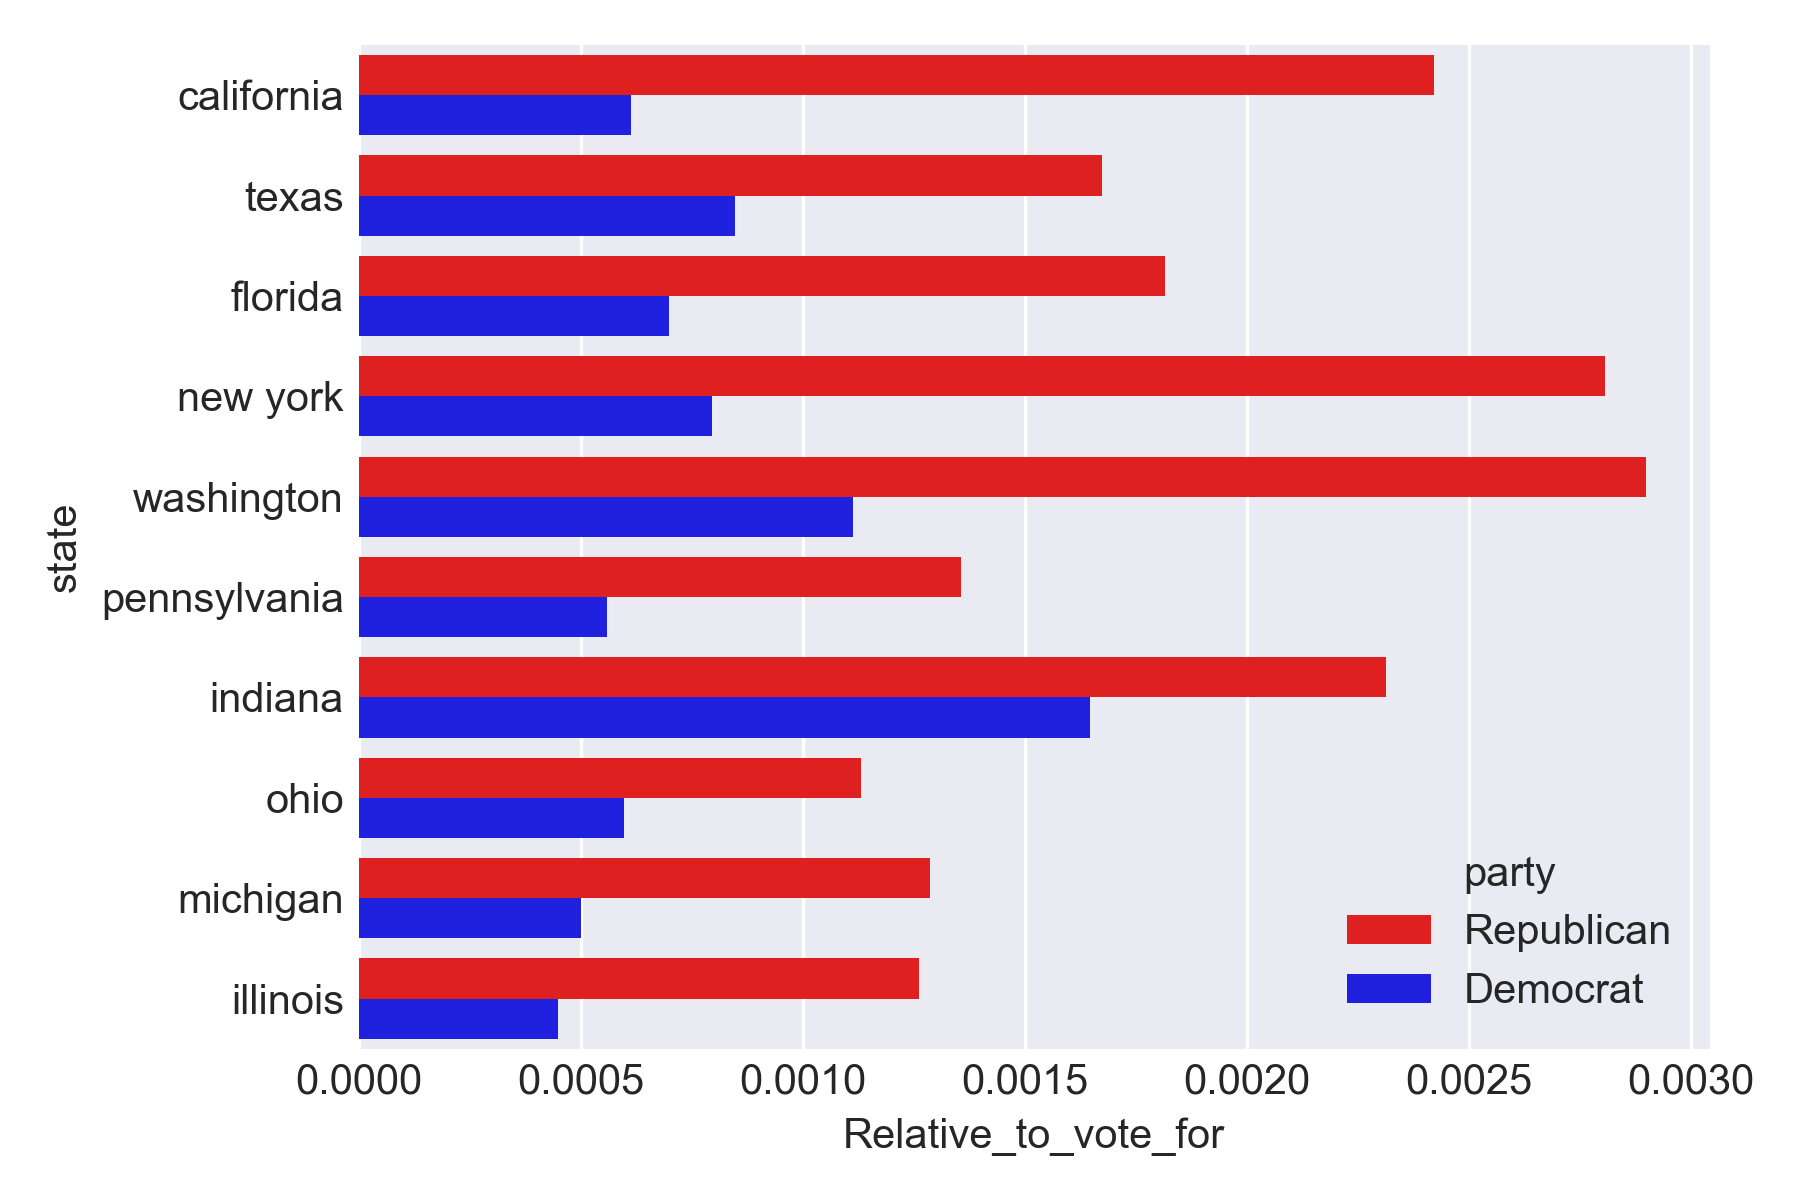 california
texas
florida
new york
washington
pennsylvania
indiana
ohio
michigan
illinois
state
party
Republican
Democrat
0.0000 0.0005 0.0010 0.0015 0.0020 0.0025 0.0030
Relative_to_vote_for